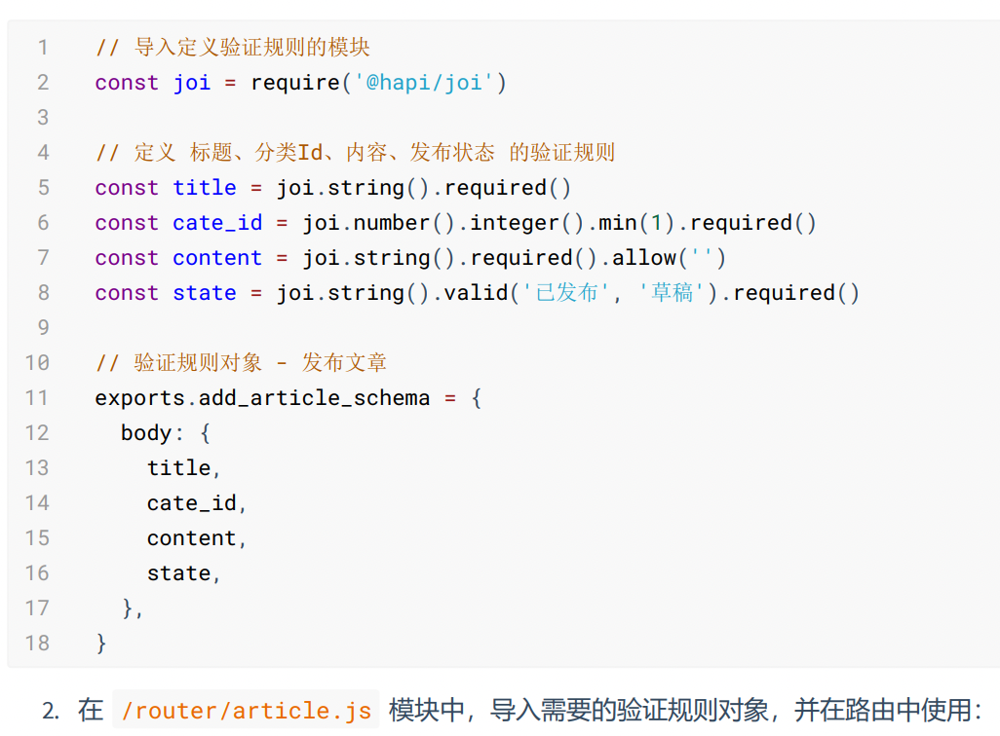 1 // 导入定义验证规则的模块
2 const joi = require('@hapi/joi')
3
4 // 定义 标题、分类Id、内容、发布状态 的验证规则
5 const title = joi.string().required()
6 const cate_id = joi.number().integer().min(1).required()
7 const content = joi.string().required().allow('')
8 const state = joi.string().valid('已发布', '草稿').required()
9
10 // 验证规则对象 - 发布文章
11 exports.add_article_schema = {
12   body: {
13     title,
14     cate_id,
15     content,
16     state,
17   },
18 }
2. 在 /router/article.js 模块中，导入需要的验证规则对象，并在路由中使用：